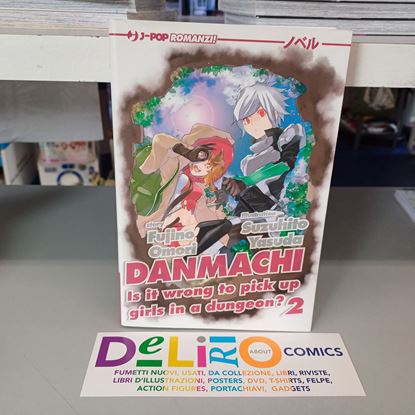 J-POP ROMANZI!
ノベル
story
Fujino
Omori
illustration
Suzuhito
Yasuda
DANMACHI
Is it wrong to pick up
girls in a dungeon? 2
DELiRiO ABOUT COMICS
FUMETTI NUOVI, USATI, DA COLLEZIONE, LIBRI, RIVISTE,
LIBRI D'ILLUSTRAZIONI, POSTERS, DVD, T-SHIRTS, FELPE,
ACTION FIGURES, PORTACHIAVI, GADGETS